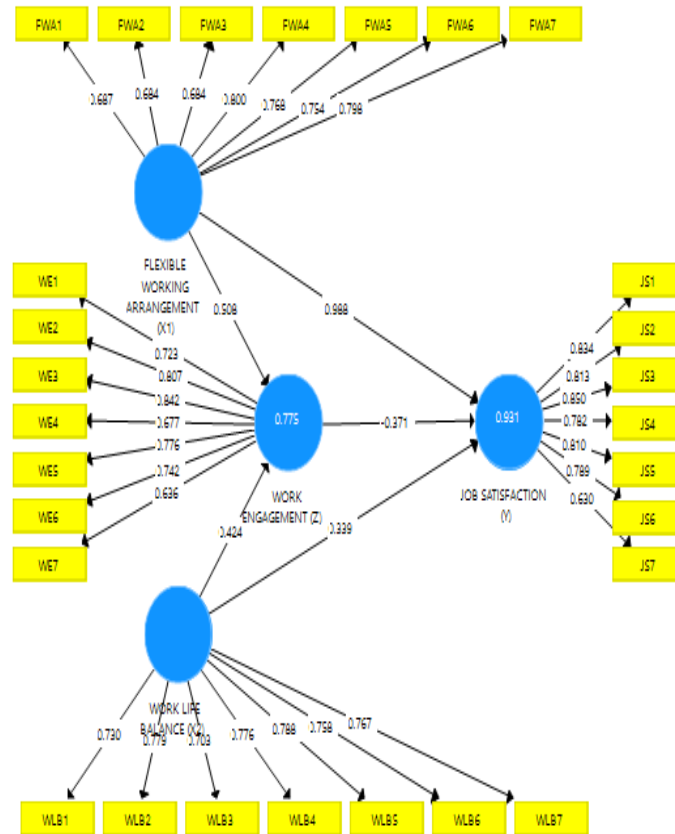 FWA1 FWA2 FWA3 FWA4 FWA5 FWA6 FWA7
0.687 0.684 0.684 0.800 0.768 0.754 0.798
FLEXIBLE
WORKING
ARRANGEMENT
(X1)
0.508
0.988
WE1
WE2
WE3
WE4
WE5
WE6
WE7
0.723
0.807
0.842
0.677
0.776
0.742
0.636
0.775
WORK
ENGAGEMENT (Z)
-0.371
0.931
JOB SATISFACTION
(Y)
0.834
0.813
0.850
0.782
0.810
0.789
0.630
JS1
JS2
JS3
JS4
JS5
JS6
JS7
0.424
0.339
WORK LIFE
BALANCE (X2)
0.730 0.779 0.703 0.776 0.788 0.758 0.767
WLB1 WLB2 WLB3 WLB4 WLB5 WLB6 WLB7